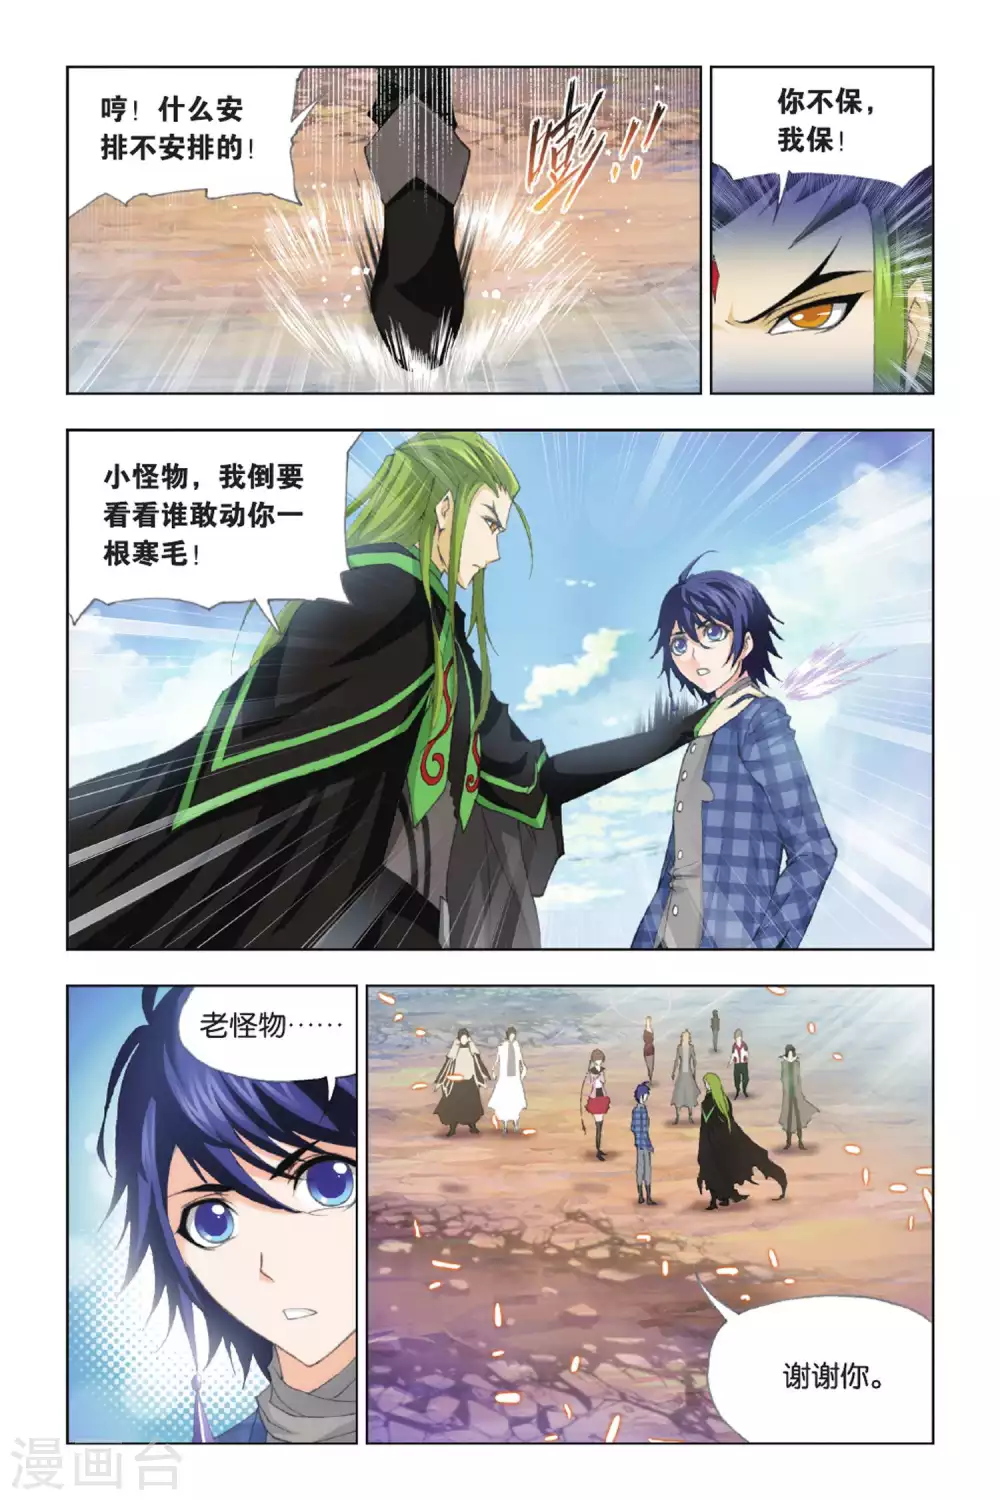 哼！什么安
排不安排的！
嘭！！
你不保，
我保！
小怪物，我倒要
看看谁敢动你一
根寒毛！
老怪物……
谢谢你。
漫画台